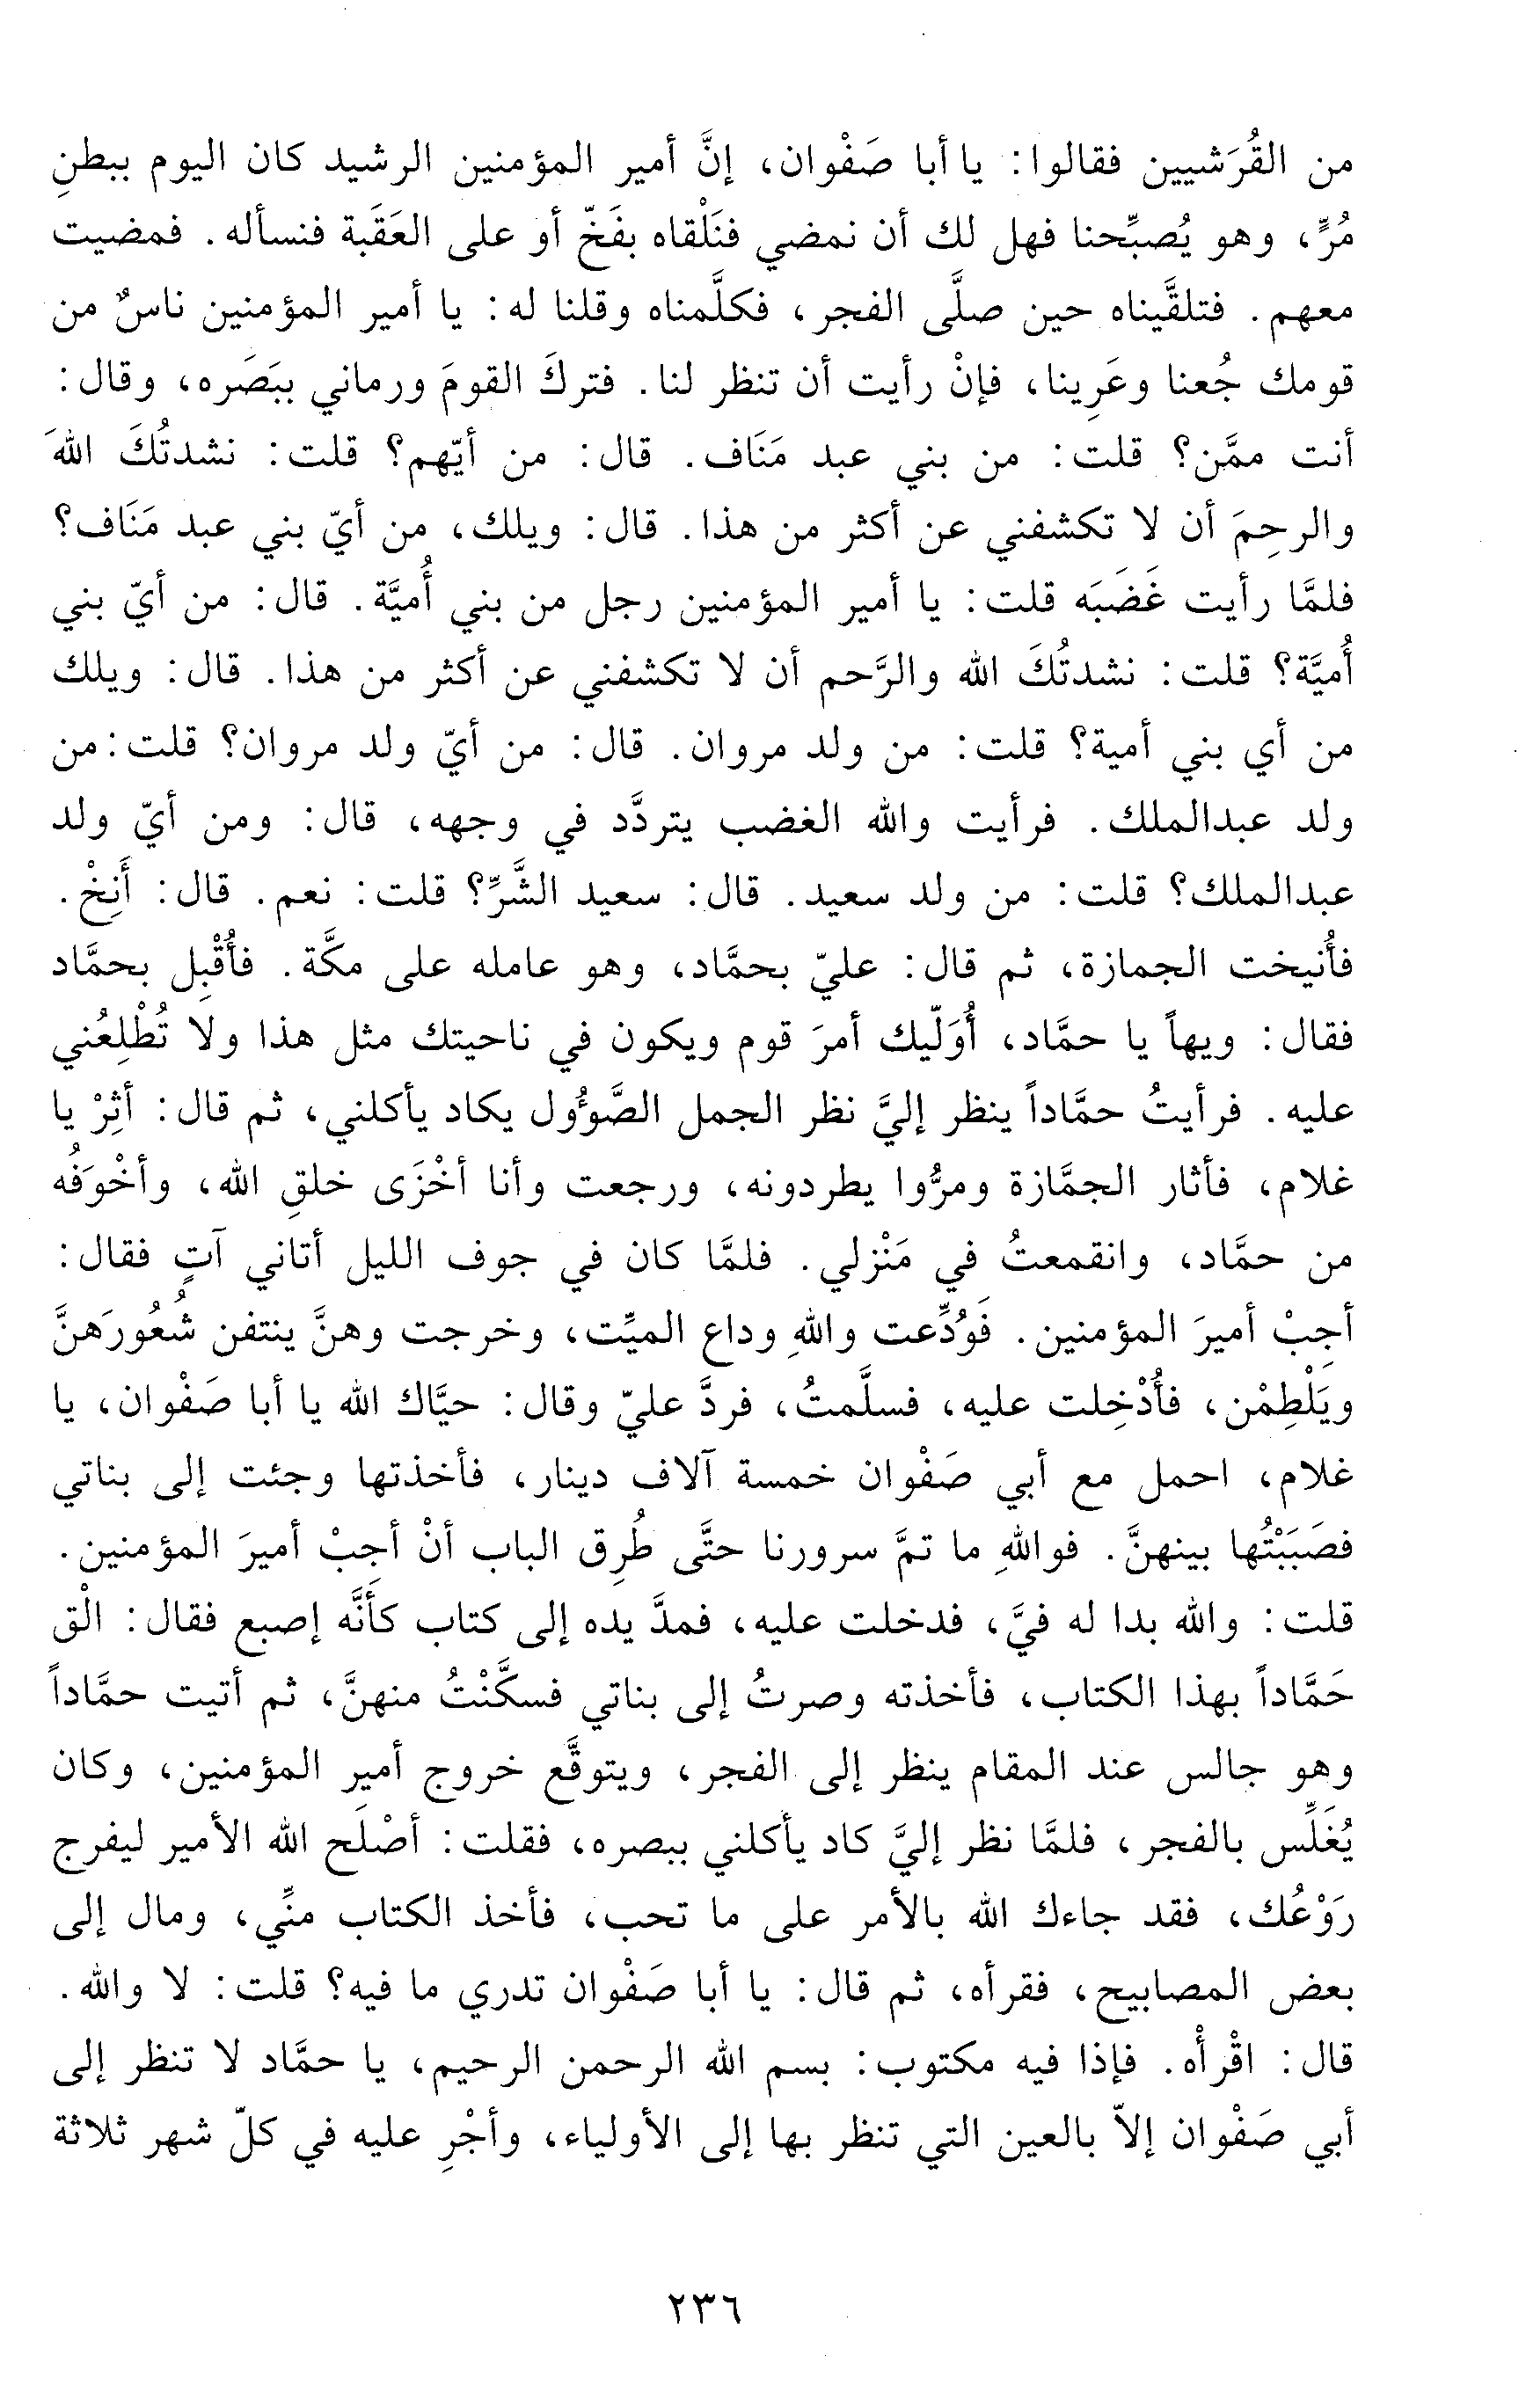 من القُرَشيين فقالوا: يا أبا صَفْوان، إنَّ أمير المؤمنين الرشيد كان اليوم ببطنِ
مُرٍّ، وهو يُصبِّحنا فهل لك أن نمضي فنَلْقاه بفَخّ أو على العَقَبة فنسأله. فمضيت
معهم. فتلقَّيناه حين صلَّى الفجر، فكلَّمناه وقلنا له: يا أمير المؤمنين ناسٌ من
قومك جُعنا وعَرِينا، فإنْ رأيت أن تنظر لنا. فتركَ القومَ ورماني ببَصَره، وقال:
أنت ممَّن؟ قلت: من بني عبد مَنَاف. قال: من أيّهم؟ قلت: نشدتُكَ اللهَ
والرحِمَ أن لا تكشفني عن أكثر من هذا. قال: ويلك، من أيّ بني عبد مَنَاف؟
فلمَّا رأيت غَضَبَه قلت: يا أمير المؤمنين رجل من بني أُميَّة. قال: من أيّ بني
أُميَّة؟ قلت: نشدتُكَ الله والرَّحم أن لا تكشفني عن أكثر من هذا. قال: ويلك
من أي بني أمية؟ قلت: من ولد مروان. قال: من أيّ ولد مروان؟ قلت: من
ولد عبدالملك. فرأيت والله الغضب يتردَّد في وجهه، قال: ومن أيّ ولد
عبدالملك؟ قلت: من ولد سعيد. قال: سعيد الشَّرِّ؟ قلت: نعم. قال: أَنِخْ.
فأُنيخت الجمازة، ثم قال: عليّ بحمَّاد، وهو عامله على مكَّة. فأُقْبِل بحمَّاد
فقال: ويهاً يا حمَّاد، أُوَلّيك أمرَ قوم ويكون في ناحيتك مثل هذا ولا تُطْلِعُني
عليه. فرأيتُ حمَّاداً ينظر إليَّ نظر الجمل الصَّوءُول يكاد يأكلني، ثم قال: أثِرْ يا
غلام، فأثار الجمَّازة ومرُّوا يطردونه، ورجعت وأنا أخْزَى خلقِ الله، وأخْوَفُه
من حمَّاد، وانقمعتُ في مَنْزلي. فلمَّا كان في جوف الليل أتاني آتٍ فقال:
أجِبْ أميرَ المؤمنين. فَوُدِّعت واللهِ وداع الميِّت، وخرجت وهنَّ ينتفن شُعُورَهنَّ
ويَلْطِمْن، فأُدْخِلت عليه، فسلَّمتُ، فردَّ عليّ وقال: حيَّاك الله يا أبا صَفْوان، يا
غلام، احمل مع أبي صَفْوان خمسة آلاف دينار، فأخذتها وجئت إلى بناتي
فصَبَبْتُها بينهنَّ. فواللهِ ما تمَّ سرورنا حتَّى طُرِق الباب أنْ أجِبْ أميرَ المؤمنين.
قلت: والله بدا له فيَّ، فدخلت عليه، فمدَّ يده إلى كتاب كأَنَّه إصبع فقال: الْق
حَمَّاداً بهذا الكتاب، فأخذته وصرتُ إلى بناتي فسكَّنْتُ منهنَّ، ثم أتيت حمَّاداً
وهو جالس عند المقام ينظر إلى الفجر، ويتوقَّع خروج أمير المؤمنين، وكان
يُغَلِّس بالفجر، فلمَّا نظر إليَّ كاد يأكلني ببصره، فقلت: أصْلَح الله الأمير ليفرج
رَوْعُك، فقد جاءك الله بالأمر على ما تحب، فأخذ الكتاب منِّي، ومال إلى
بعض المصابيح، فقرأه، ثم قال: يا أبا صَفْوان تدري ما فيه؟ قلت: لا والله.
قال: اقْرأْه. فإذا فيه مكتوب: بسم الله الرحمن الرحيم، يا حمَّاد لا تنظر إلى
أبي صَفْوان إلاّ بالعين التي تنظر بها إلى الأولياء، وأجْرِ عليه في كلّ شهر ثلاثة
٢٣٦